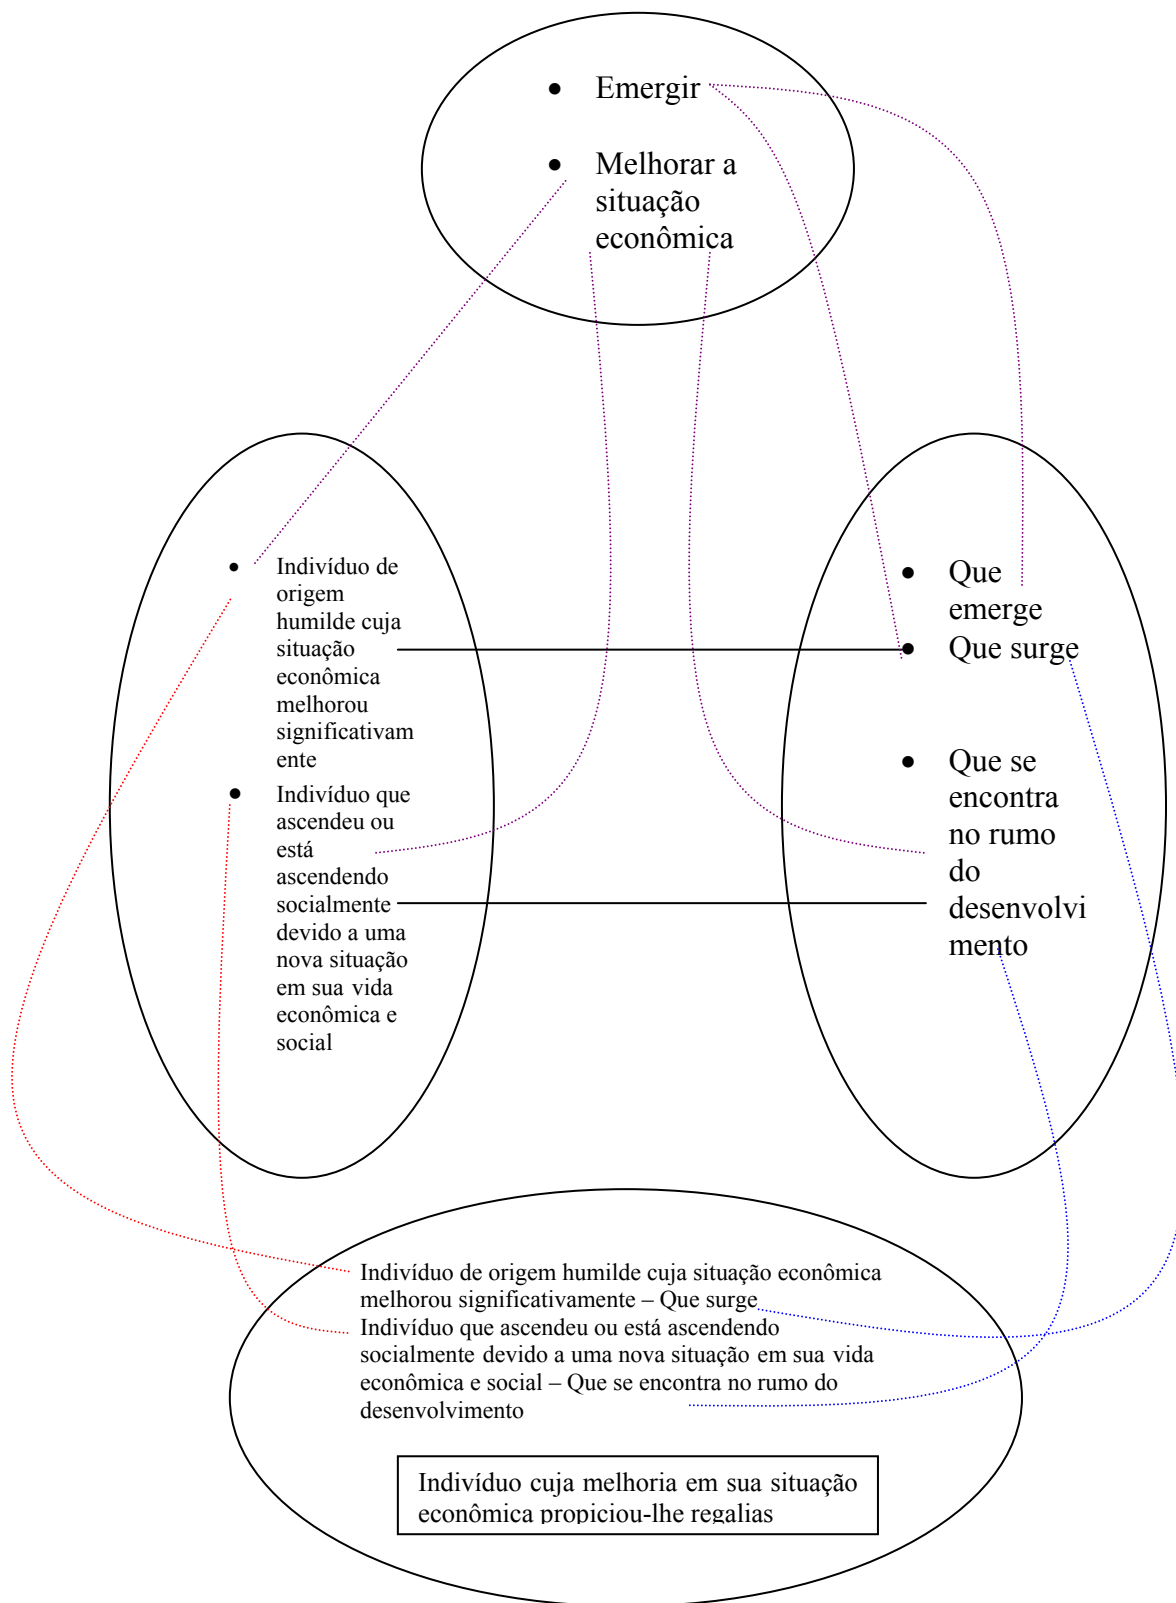 • Emergir
• Melhorar a
situação
econômica
• Indivíduo de
origem
humilde cuja
situação
econômica
melhorou
significativam
ente
• Indivíduo que
ascendeu ou
está
ascendendo
socialmente
devido a uma
nova situação
em sua vida
econômica e
social
• Que
emerge
• Que surge
• Que se
encontra
no rumo
do
desenvolvi
mento
Indivíduo de origem humilde cuja situação econômica
melhorou significativamente – Que surge
Indivíduo que ascendeu ou está ascendendo
socialmente devido a uma nova situação em sua vida
econômica e social – Que se encontra no rumo do
desenvolvimento
Indivíduo cuja melhoria em sua situação
econômica propiciou-lhe regalias